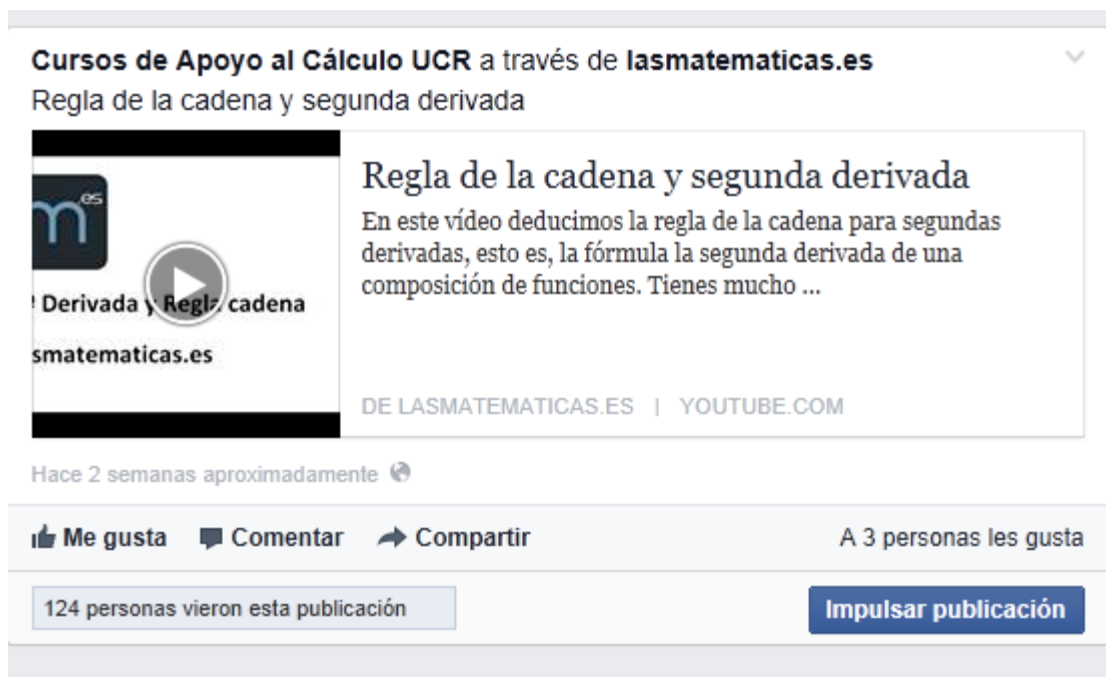 Cursos de Apoyo al Cálculo UCR a través de lasmatematicas.es
Regla de la cadena y segunda derivada
m.es
ª Derivada y Regla cadena
smatematicas.es
Regla de la cadena y segunda derivada
En este vídeo deducimos la regla de la cadena para segundas
derivadas, esto es, la fórmula la segunda derivada de una
composición de funciones. Tienes mucho ...
DE LASMATEMATICAS.ES | YOUTUBE.COM
Hace 2 semanas aproximadamente
Me gusta Comentar Compartir A 3 personas les gusta
124 personas vieron esta publicación Impulsar publicación